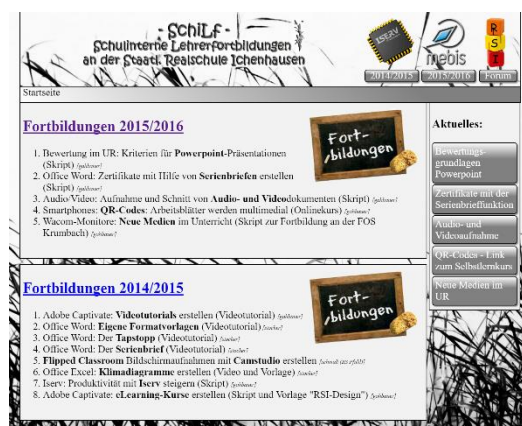 - SchiLf -
Schulinterne Lehrerfortbildungen
an der Staatl. Realschule Ichenhausen
ISERV
mebis
R
S
I
2014/2015
2015/2016
Forum
Startseite
Fortbildungen 2015/2016
1. Bewertung im UR: Kriterien für Powerpoint-Präsentationen
(Skript)
2. Office Word: Zertifikate mit Hilfe von Serienbriefen erstellen
(Skript)
3. Audio/Video: Aufnahme und Schnitt von Audio- und Videodokumenten (Skript)
4. Smartphones: QR-Codes: Arbeitsblätter werden multimedial (Onlinekurs)
5. Wacom-Monitore: Neue Medien im Unterricht (Skript zur Fortbildung an der FOS
Krumbach)
Fort-
bildungen
Fortbildungen 2014/2015
1. Adobe Captivate: Videotutorials erstellen (Videotutorial)
2. Office Word: Eigene Formatvorlagen (Videotutorial)
3. Office Word: Der Tapstopp (Videotutorial)
4. Office Word: Der Serienbrief (Videotutorial)
5. Flipped Classroom Bildschirmaufnahmen mit Camstudio erstellen
6. Office Excel: Klimadiagramme erstellen (Video und Vorlage)
7. Iserv: Produktivität mit Iserv steigern (Skript)
8. Adobe Captivate: eLearning-Kurse erstellen (Skript und Vorlage "RSI-Design")
Fort-
bildungen
Aktuelles:
Bewertungs-
grundlagen
Powerpoint
Zertifikate mit der
Serienbrieffunktion
Audio- und
Videoaufnahme
QR-Codes - Link
zum Selbstlernkurs
Neue Medien im
UR